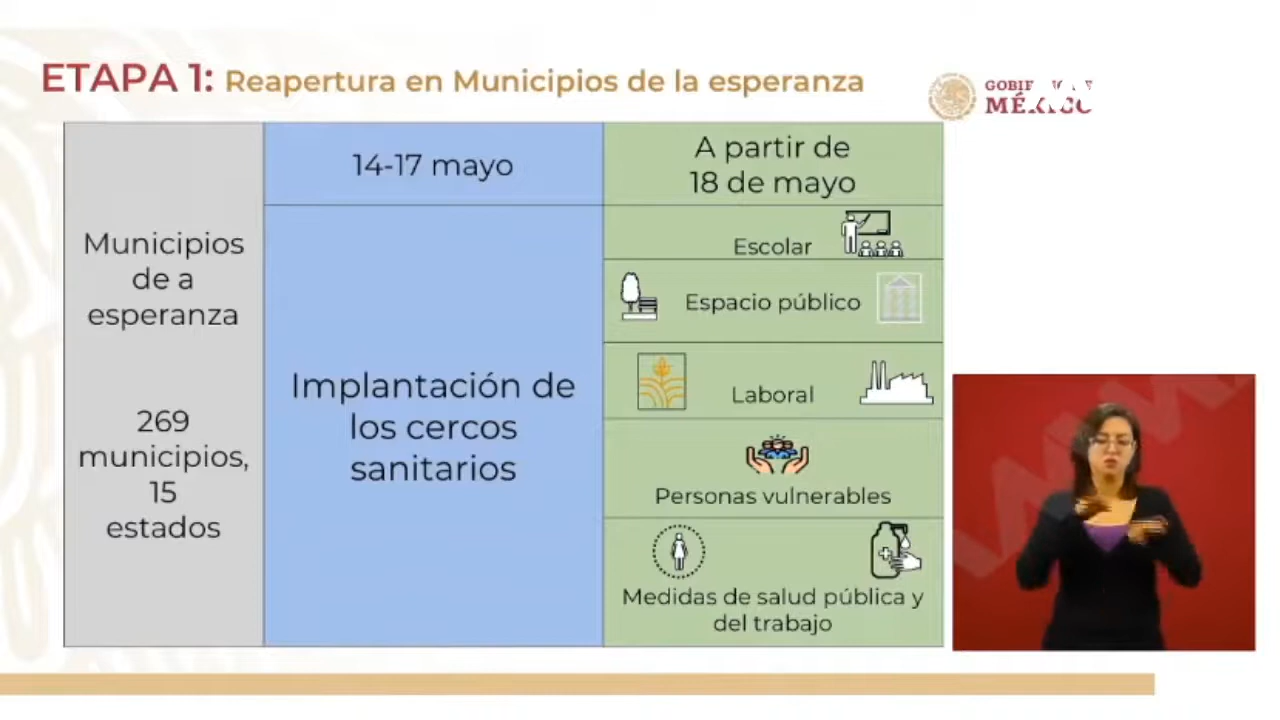 ETAPA 1: Reapertura en Municipios de la esperanza
MÉXICO
14-17 mayo
A partir de
18 de mayo
Municipios
de a
esperanza
269
municipios,
15
estados
Implantación de
los cercos
sanitarios
Escolar
Espacio público
Laboral
Personas vulnerables
Medidas de salud pública y
del trabajo